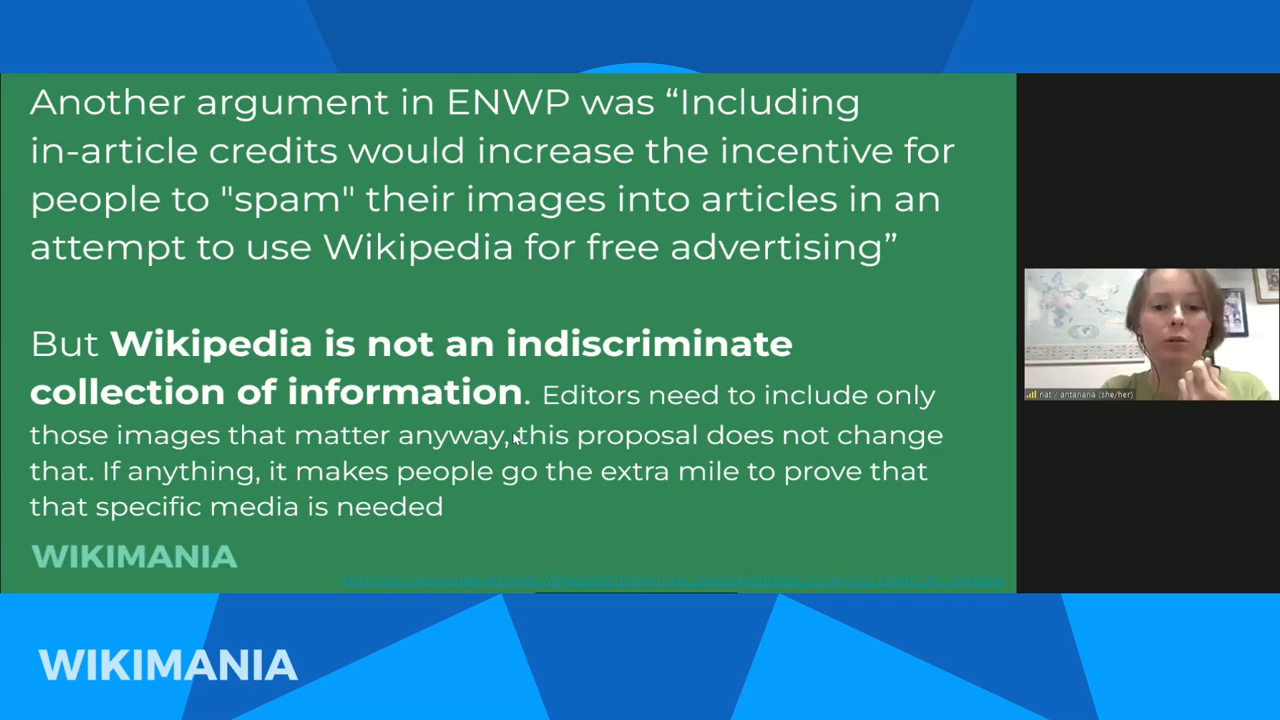 Another argument in ENWP was “Including
in-article credits would increase the incentive for
people to "spam" their images into articles in an
attempt to use Wikipedia for free advertising”
But Wikipedia is not an indiscriminate
collection of information. Editors need to include only
those images that matter anyway, this proposal does not change
that. If anything, it makes people go the extra mile to prove that
that specific media is needed
WIKIMANIA
nat / antanana (she/her)
WIKIMANIA